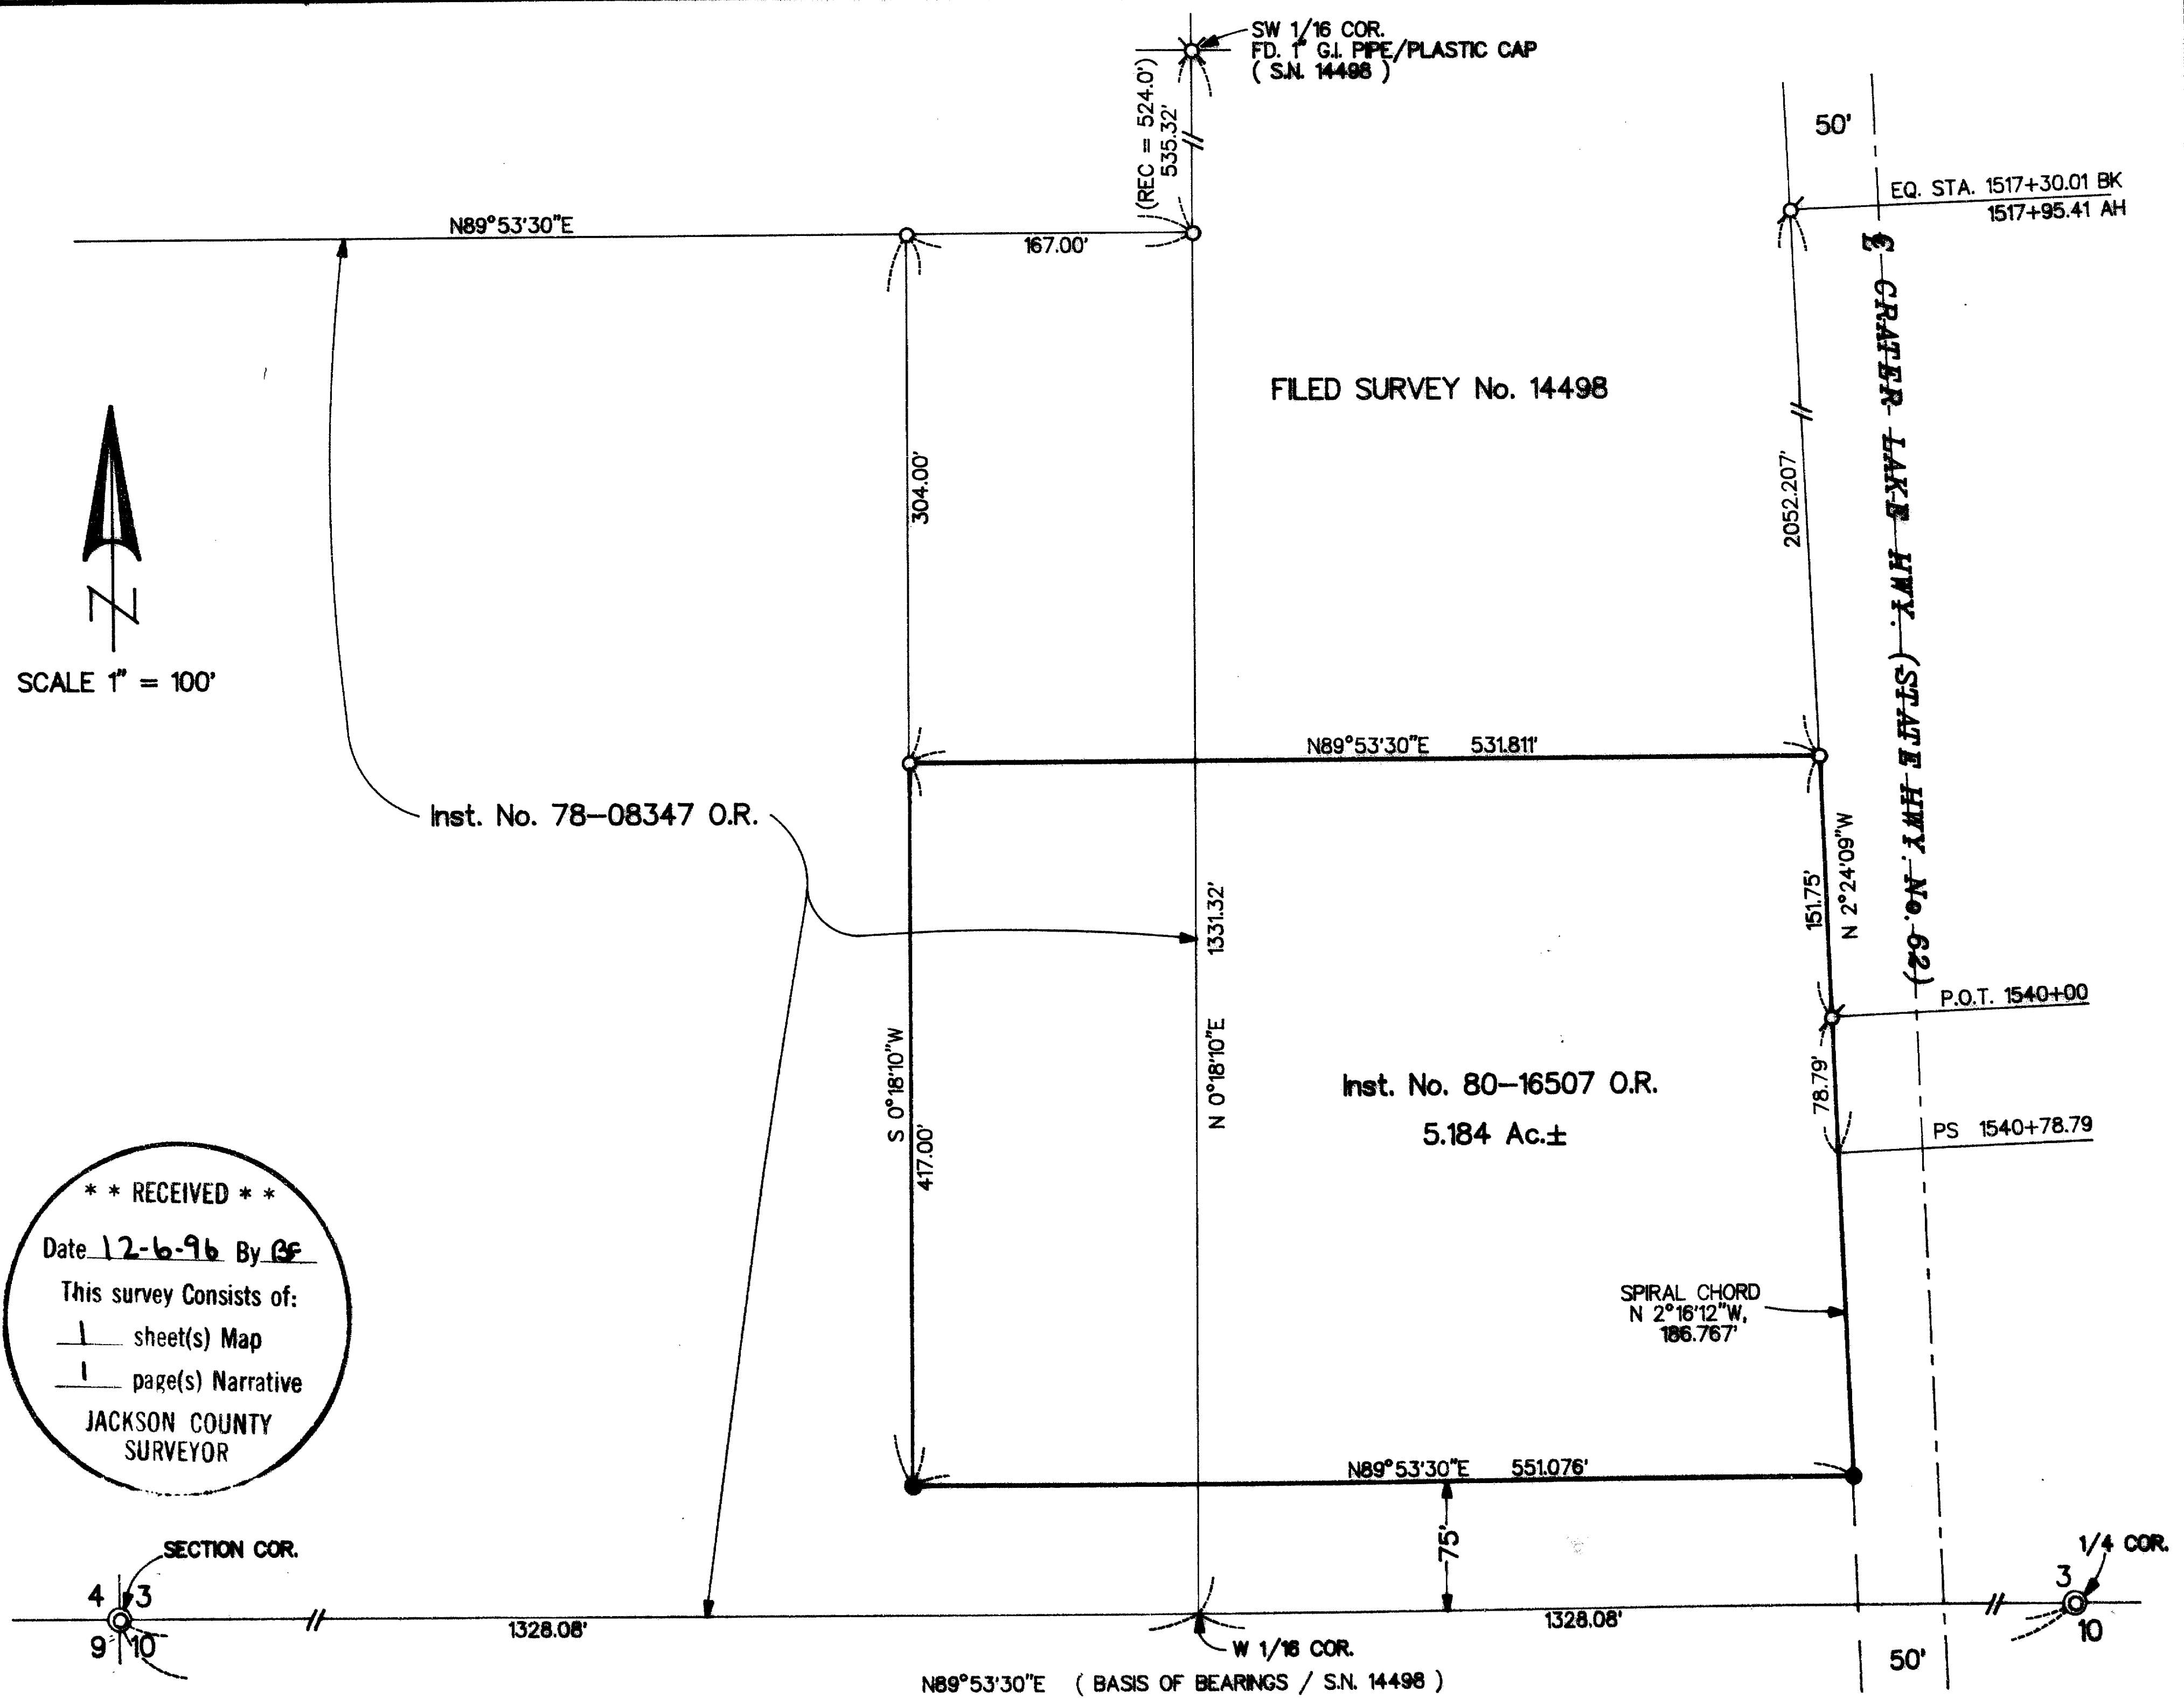 SW 1/16 COR.
FD. 1" G.I. PIPE/PLASTIC CAP
( S.N. 14498 )
(REC = 524.0')
535.32'
50'
EQ. STA. 1517+30.01 BK
1517+95.41 AH
N89°53'30"E
167.00'
℄ CRATER LAKE HWY. (STATE HWY. No. 62)
FILED SURVEY No. 14498
304.00'
2052.207'
SCALE 1" = 100'
N
N89°53'30"E 531.811'
Inst. No. 78-08347 O.R.
151.75'
N 2°24'09"W
1331.32'
N 0°18'10"E
S 0°18'10"W
417.00'
P.O.T. 1540+00
78.79'
Inst. No. 80-16507 O.R.
5.184 Ac.±
PS 1540+78.79
* * RECEIVED * *
Date 12-6-96 By BF
This survey Consists of:
1 sheet(s) Map
1 page(s) Narrative
JACKSON COUNTY
SURVEYOR
SPIRAL CHORD
N 2°16'12"W,
186.767'
N89°53'30"E 551.076'
75'
SECTION COR.
4 3
9 10
1328.08'
W 1/16 COR.
1328.08'
1/4 COR.
3
10
50'
N89°53'30"E ( BASIS OF BEARINGS / S.N. 14498 )